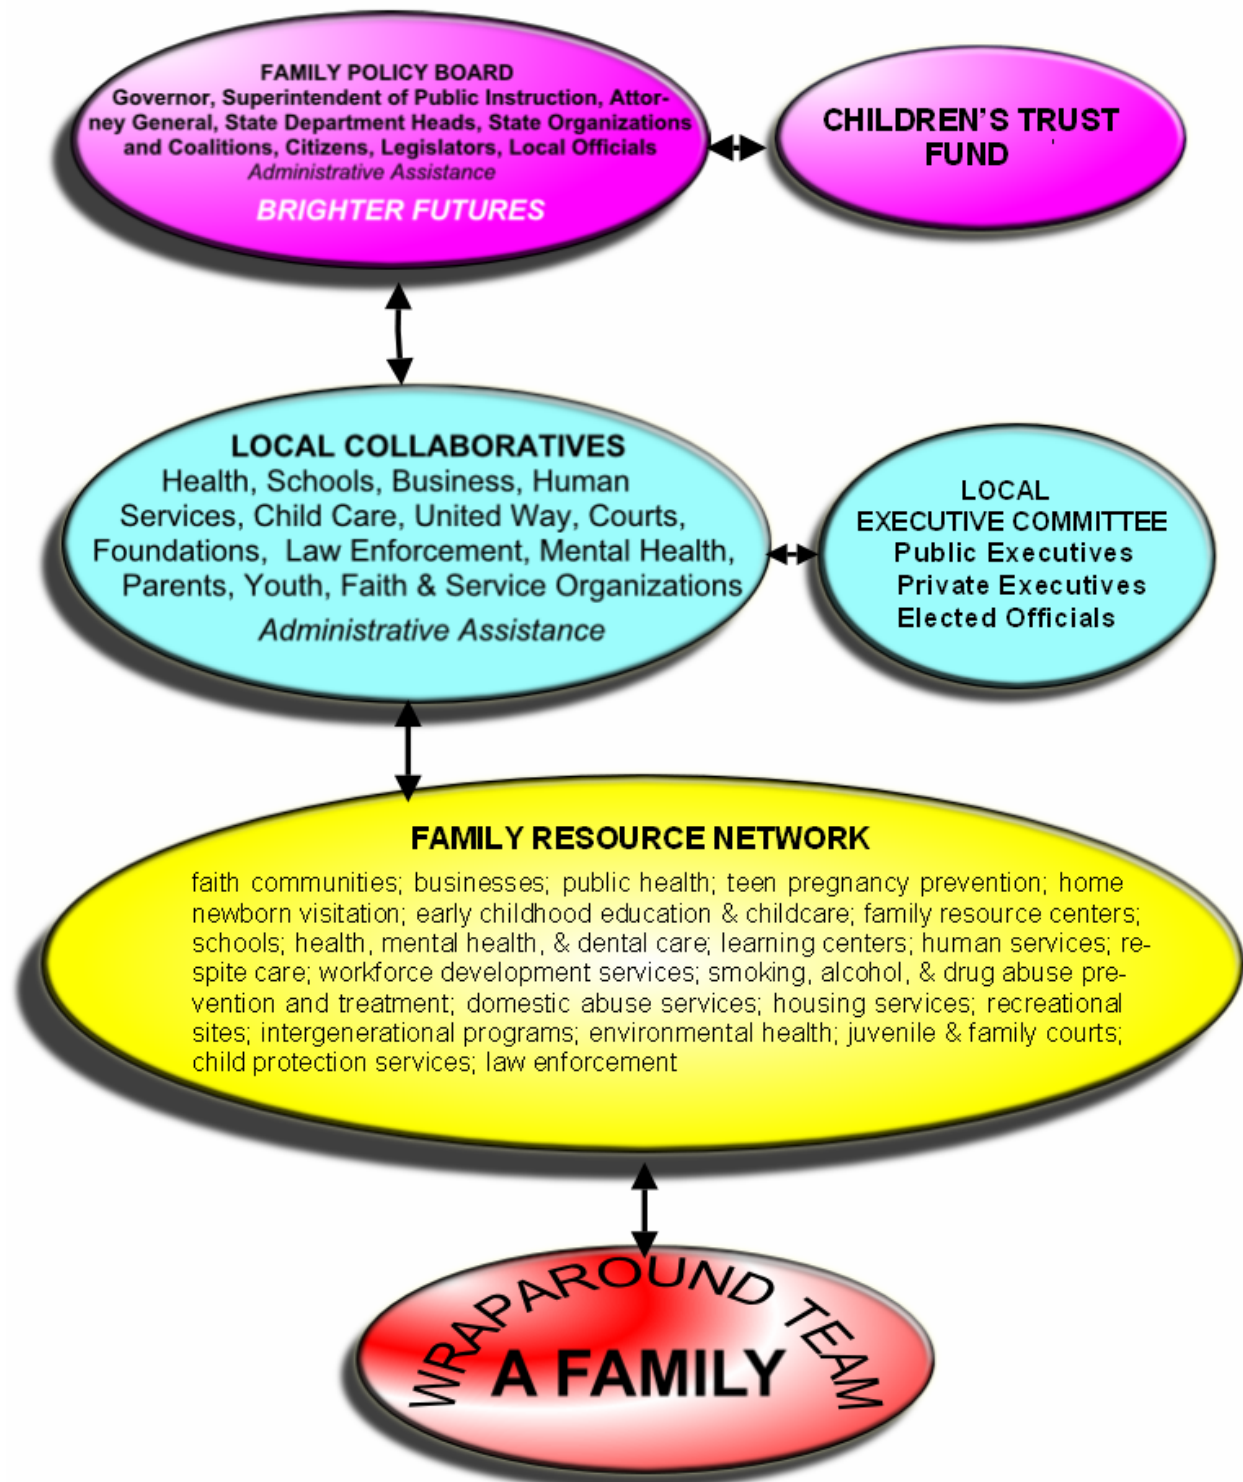 FAMILY POLICY BOARD
Governor, Superintendent of Public Instruction, Attor-
ney General, State Department Heads, State Organizations
and Coalitions, Citizens, Legislators, Local Officials
Administrative Assistance
BRIGHTER FUTURES
CHILDREN'S TRUST
FUND
LOCAL COLLABORATIVES
Health, Schools, Business, Human
Services, Child Care, United Way, Courts,
Foundations, Law Enforcement, Mental Health,
Parents, Youth, Faith & Service Organizations
Administrative Assistance
LOCAL
EXECUTIVE COMMITTEE
Public Executives
Private Executives
Elected Officials
FAMILY RESOURCE NETWORK
faith communities; businesses; public health; teen pregnancy prevention; home
newborn visitation; early childhood education & childcare; family resource centers;
schools; health, mental health, & dental care; learning centers; human services; re-
spite care; workforce development services; smoking, alcohol, & drug abuse pre-
vention and treatment; domestic abuse services; housing services; recreational
sites; intergenerational programs; environmental health; juvenile & family courts;
child protection services; law enforcement
WRAPAROUND TEAM
A FAMILY